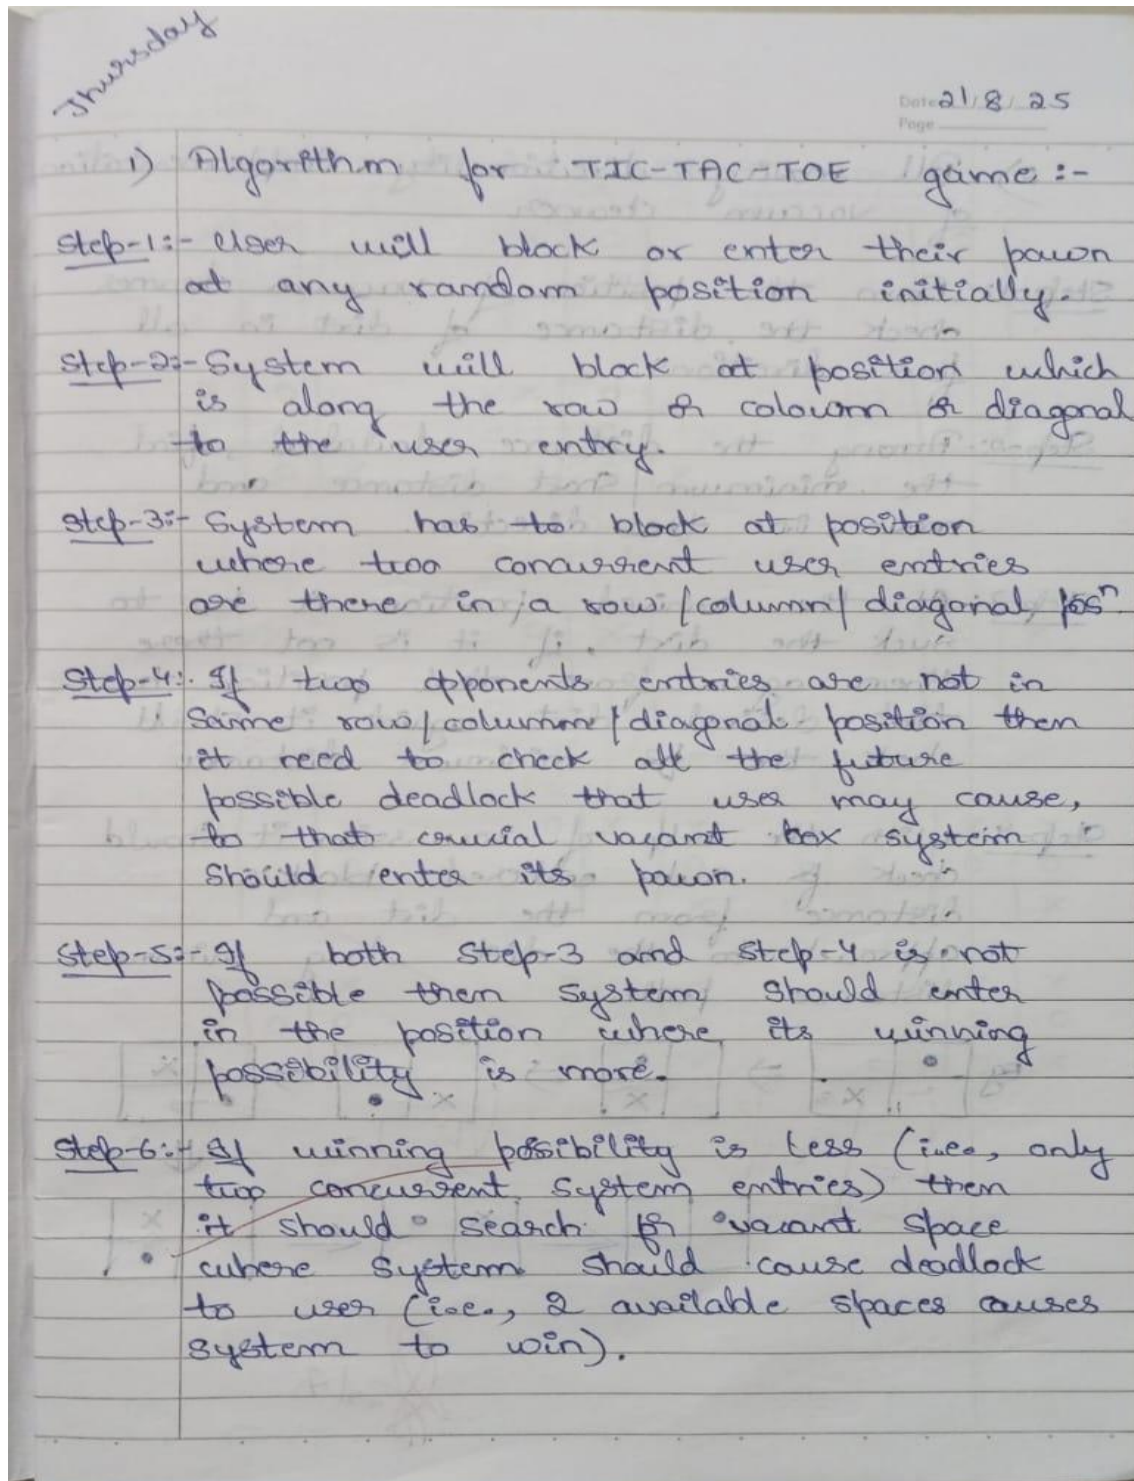 Thursday
Date 21/8/25
Page
1) Algorithm for TIC-TAC-TOE game :-
Step-1:- User will block or enter their pawn
at any random position initially.
Step-2:- System will block at position which
is along the row or coloumn or diagonal
to the user entry.
Step-3:- System has to block at position
where two concurrent user entries
are there in a row/column/diagonal, posⁿ.
Step-4:- If two opponents entries are not in
same row/column/diagonal position then
it need to check all the future
possible deadlock that user may cause,
to that crucial vacant box system
should enter its pawn.
Step-5:- If both Step-3 and Step-4 is not
possible then system should enter
in the position where its winning
possibility is more.
Step-6:- If winning possibility is less (i.e., only
two concurrent system entries) then
it should search for vacant space
where system should cause deadlock
to user (i.e., 2 available spaces causes
system to win).